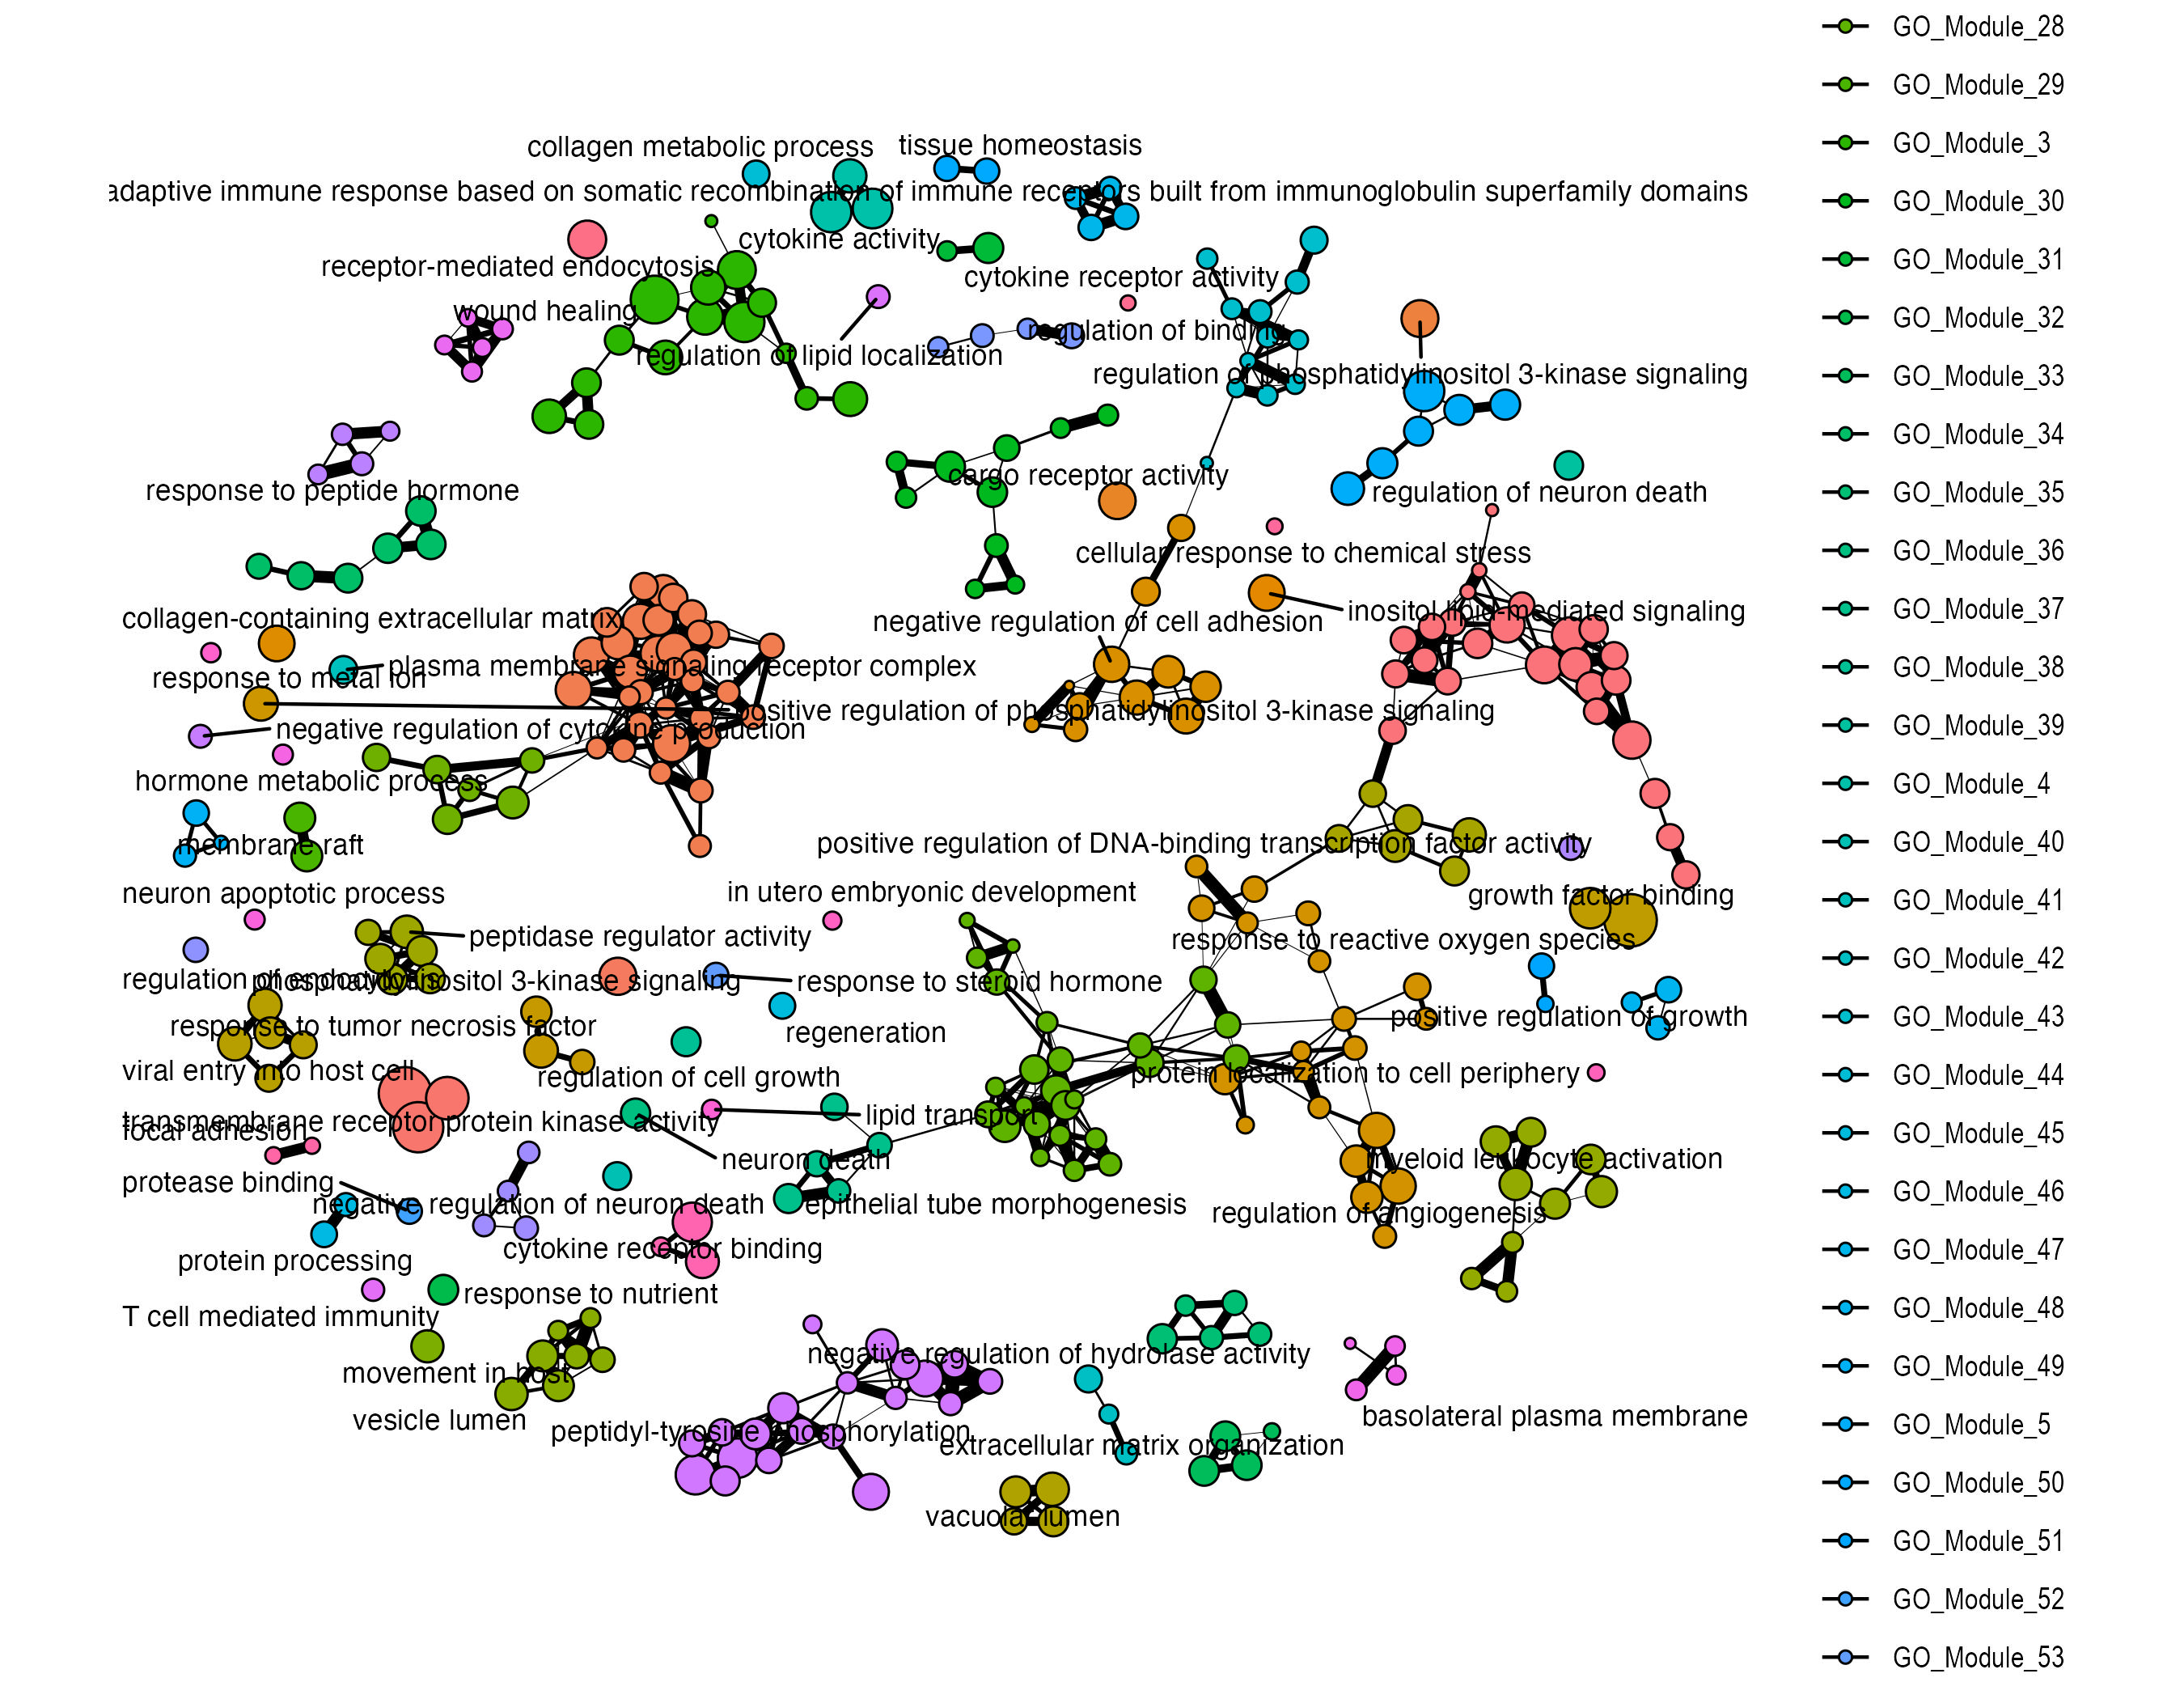 collagen metabolic process
tissue homeostasis
adaptive immune response based on somatic recombination of immune receptors built from immunoglobulin superfamily domains
cytokine activity
receptor-mediated endocytosis
cytokine receptor activity
wound healing
regulation of binding
regulation of lipid localization
regulation of phosphatidylinositol 3-kinase signaling
cargo receptor activity
response to peptide hormone
regulation of neuron death
cellular response to chemical stress
inositol lipid-mediated signaling
collagen-containing extracellular matrix
negative regulation of cell adhesion
plasma membrane signaling receptor complex
response to metal ion
positive regulation of phosphatidylinositol 3-kinase signaling
negative regulation of cytokine production
hormone metabolic process
membrane raft
positive regulation of DNA-binding transcription factor activity
neuron apoptotic process
in utero embryonic development
growth factor binding
peptidase regulator activity
response to reactive oxygen species
regulation of endocytosis
phosphatidylinositol 3-kinase signaling
response to steroid hormone
response to tumor necrosis factor
regeneration
positive regulation of growth
viral entry into host cell
regulation of cell growth
protein localization to cell periphery
transmembrane receptor protein kinase activity
focal adhesion
lipid transport
neuron death
myeloid leukocyte activation
protease binding
negative regulation of neuron death
epithelial tube morphogenesis
regulation of angiogenesis
protein processing
cytokine receptor binding
response to nutrient
T cell mediated immunity
negative regulation of hydrolase activity
movement in host
vesicle lumen
basolateral plasma membrane
peptidyl-tyrosine phosphorylation
extracellular matrix organization
vacuolar lumen
GO_Module_28
GO_Module_29
GO_Module_3
GO_Module_30
GO_Module_31
GO_Module_32
GO_Module_33
GO_Module_34
GO_Module_35
GO_Module_36
GO_Module_37
GO_Module_38
GO_Module_39
GO_Module_4
GO_Module_40
GO_Module_41
GO_Module_42
GO_Module_43
GO_Module_44
GO_Module_45
GO_Module_46
GO_Module_47
GO_Module_48
GO_Module_49
GO_Module_5
GO_Module_50
GO_Module_51
GO_Module_52
GO_Module_53